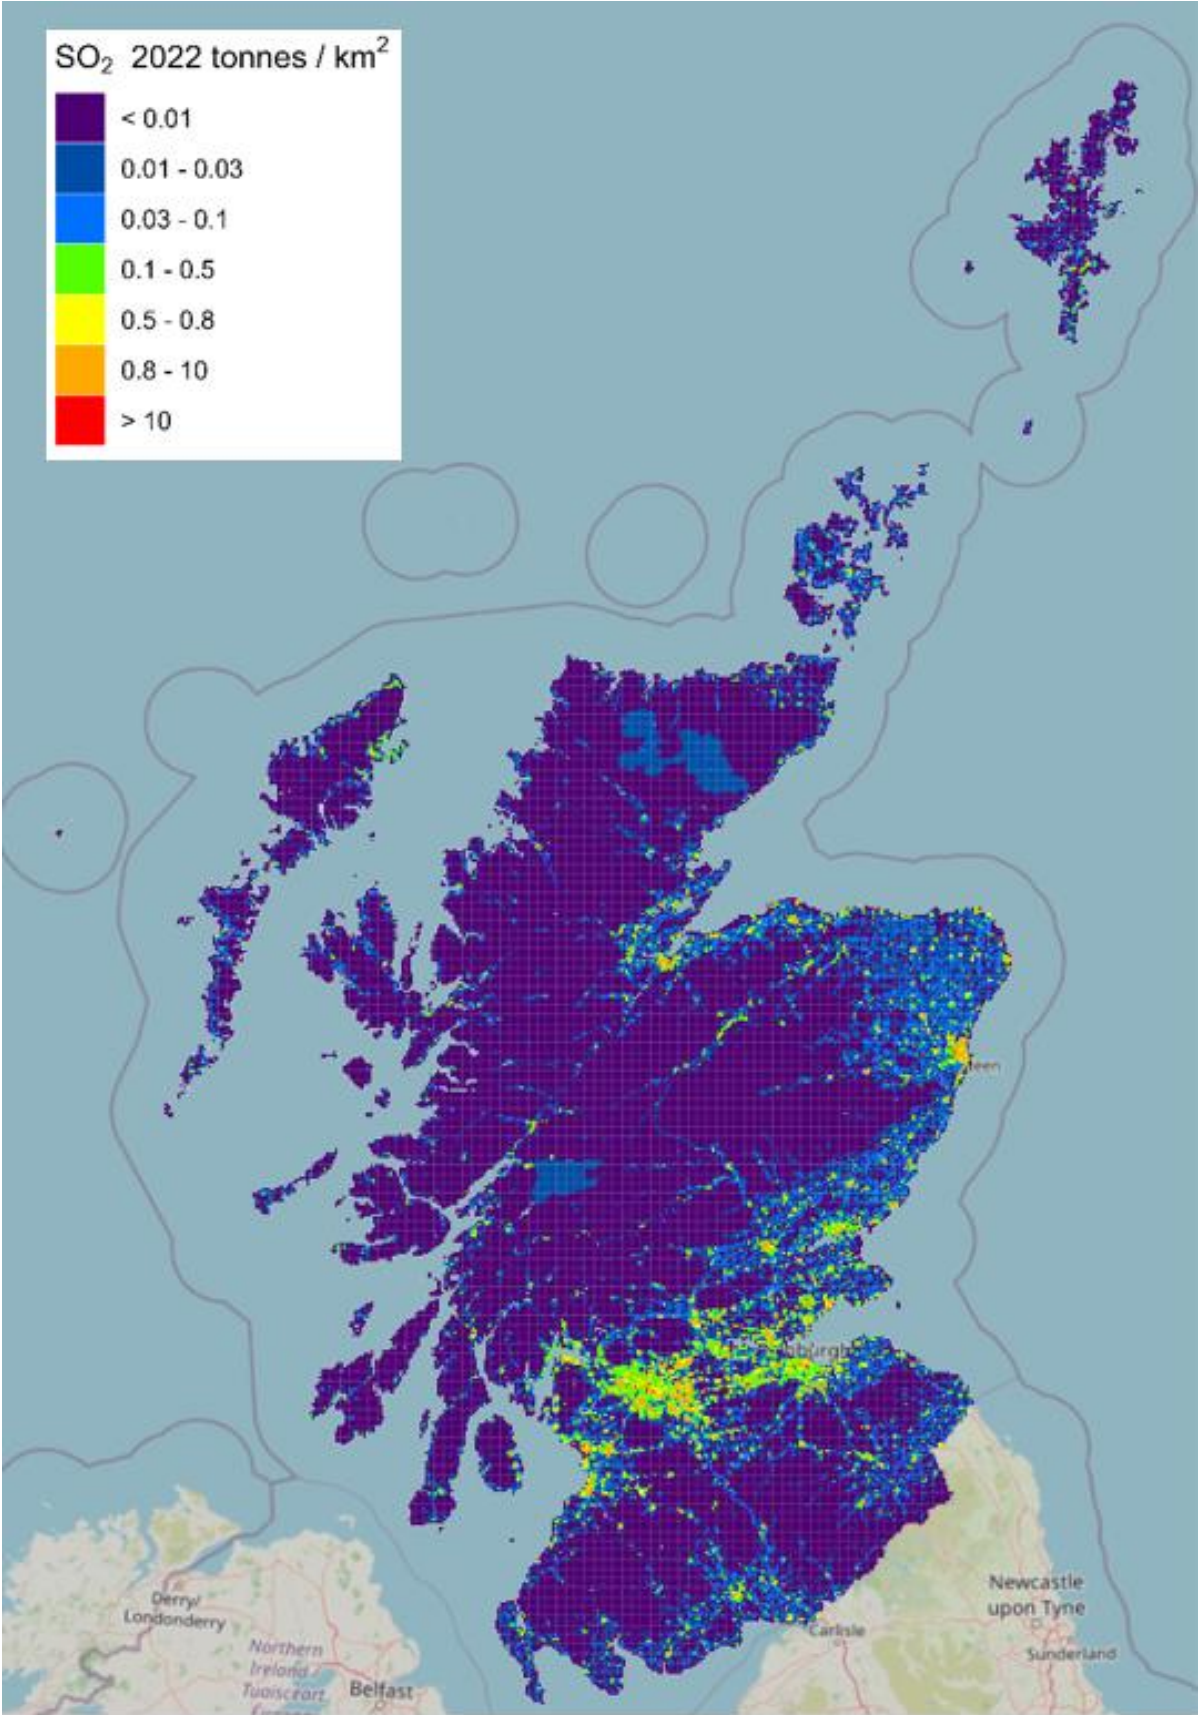 SO₂ 2022 tonnes / km²
< 0.01
0.01 - 0.03
0.03 - 0.1
0.1 - 0.5
0.5 - 0.8
0.8 - 10
> 10
Derry/
Londonderry
Northern
Ireland /
Tuaisceart
Belfast
Newcastle
upon Tyne
Carlisle
Sunderland